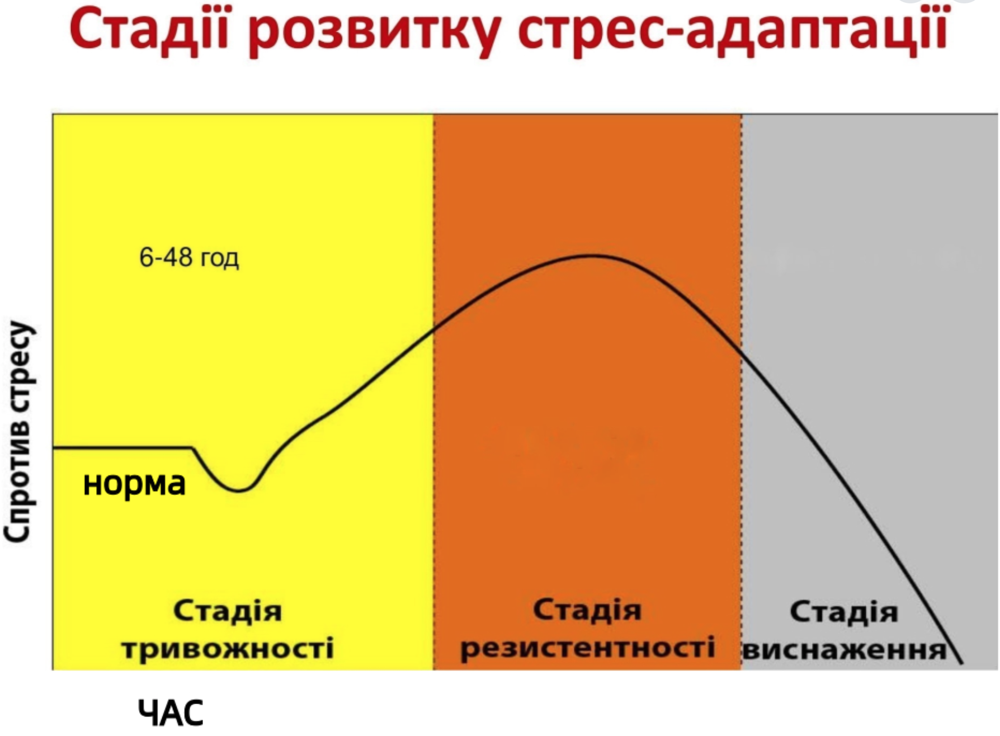 Стадії розвитку стрес-адаптації
6-48 год
Спротив стресу
норма
Стадія
тривожності
Стадія
резистентності
Стадія
виснаження
ЧАС